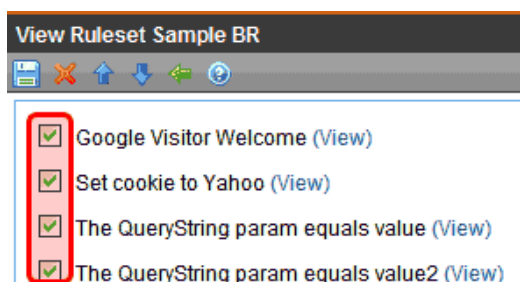 View Ruleset Sample BR
Google Visitor Welcome (View)
Set cookie to Yahoo (View)
The QueryString param equals value (View)
The QueryString param equals value2 (View)